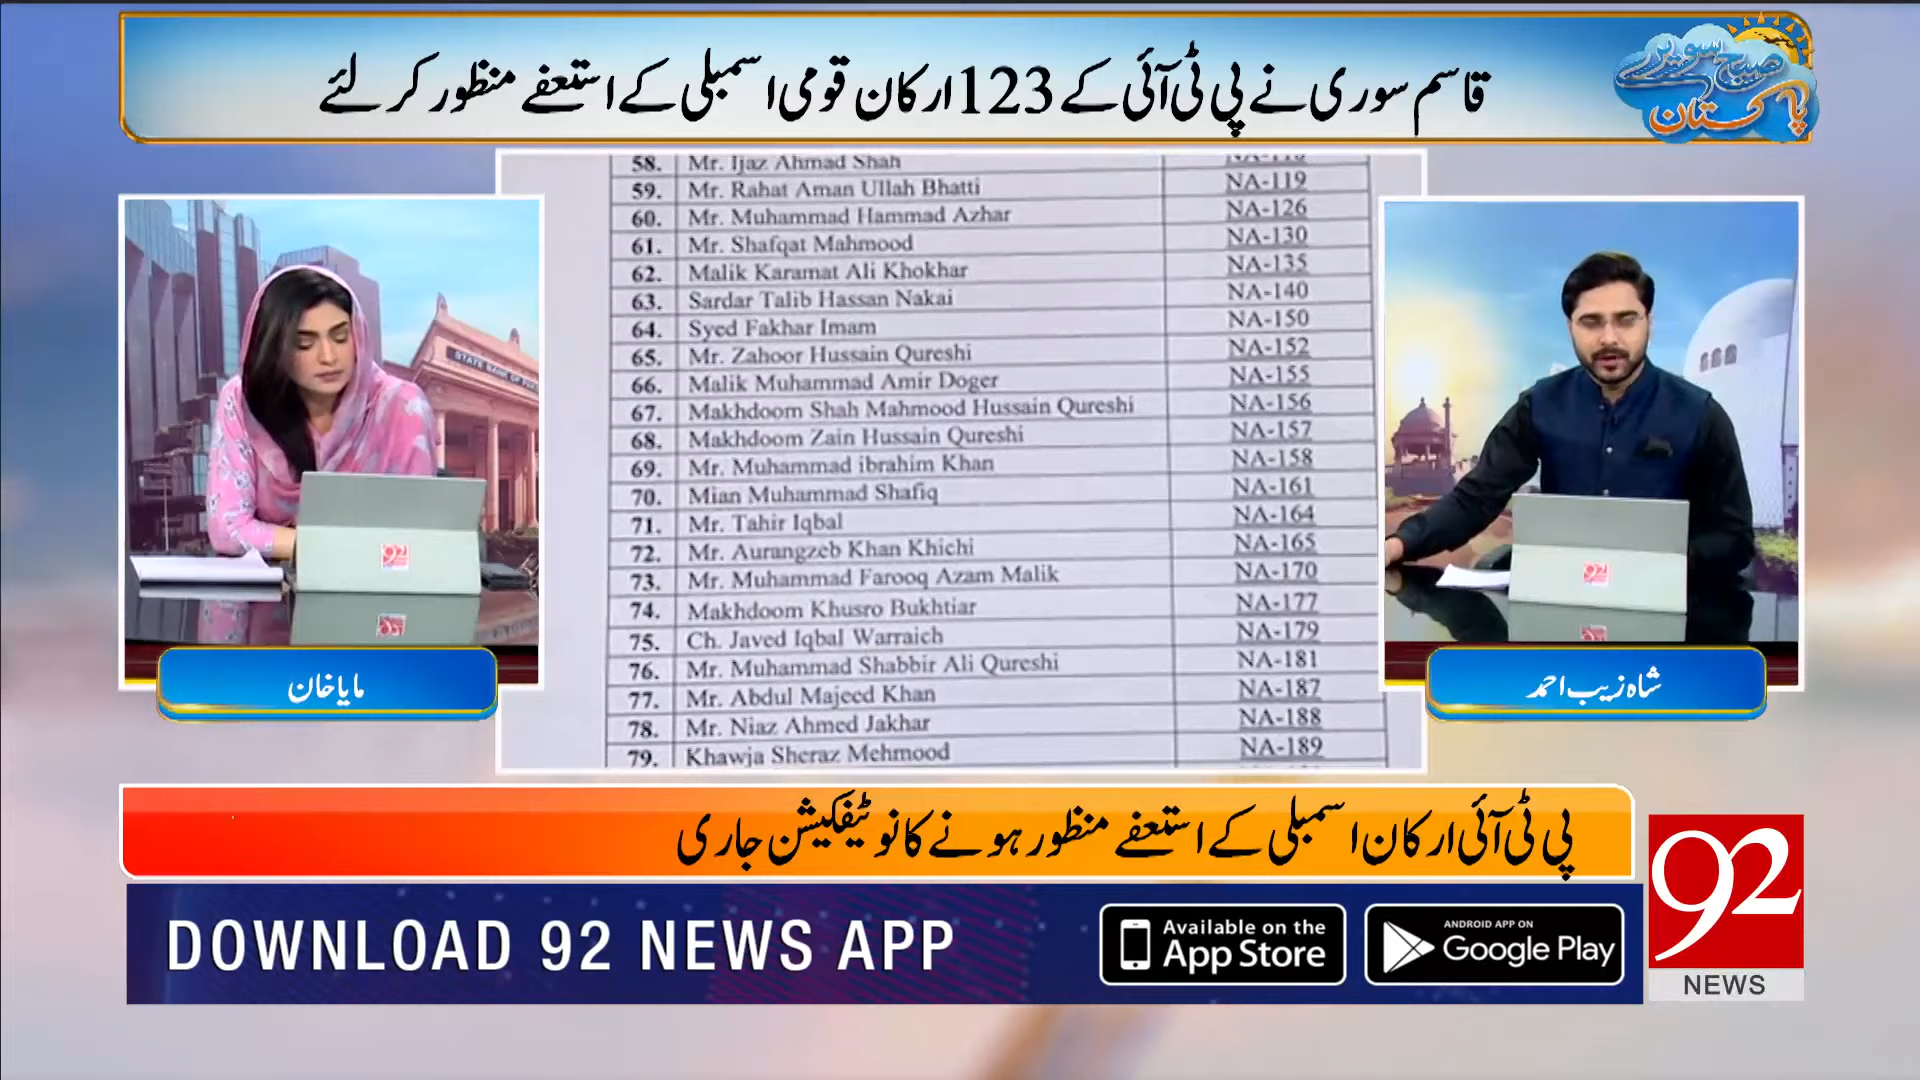 قاسم سوری نے پی ٹی آئی کے 123 ارکان قومی اسمبلی کے استعفے منظور کر لئے
صبح سویرے
پاکستان
58. Mr. Ijaz Ahmad Shah
59. Mr. Rahat Aman Ullah Bhatti NA-119
60. Mr. Muhammad Hammad Azhar NA-126
61. Mr. Shafqat Mahmood NA-130
62. Malik Karamat Ali Khokhar NA-135
63. Sardar Talib Hassan Nakai NA-140
64. Syed Fakhar Imam NA-150
65. Mr. Zahoor Hussain Qureshi NA-152
66. Malik Muhammad Amir Doger NA-155
67. Makhdoom Shah Mahmood Hussain Qureshi NA-156
68. Makhdoom Zain Hussain Qureshi NA-157
69. Mr. Muhammad ibrahim Khan NA-158
70. Mian Muhammad Shafiq NA-161
71. Mr. Tahir Iqbal NA-164
72. Mr. Aurangzeb Khan Khichi NA-165
73. Mr. Muhammad Farooq Azam Malik NA-170
74. Makhdoom Khusro Bukhtiar NA-177
75. Ch. Javed Iqbal Warraich NA-179
76. Mr. Muhammad Shabbir Ali Qureshi NA-181
77. Mr. Abdul Majeed Khan NA-187
78. Mr. Niaz Ahmed Jakhar NA-188
79. Khawja Sheraz Mehmood NA-189
STATE BANK OF
92
92
مایا خان
شاہ زیب احمد
پی ٹی آئی ارکان اسمبلی کے استعفے منظور ہونے کا نوٹیفکیشن جاری
DOWNLOAD 92 NEWS APP
Available on the
App Store
ANDROID APP ON
Google Play
92
NEWS